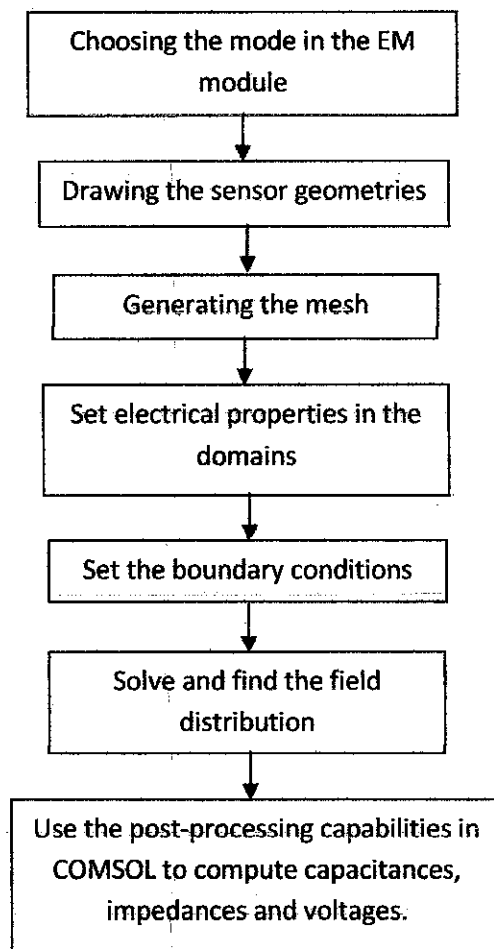 Choosing the mode in the EM
module
Drawing the sensor geometries
Generating the mesh
Set electrical properties in the
domains
Set the boundary conditions
Solve and find the field
distribution
Use the post-processing capabilities in
COMSOL to compute capacitances,
impedances and voltages.